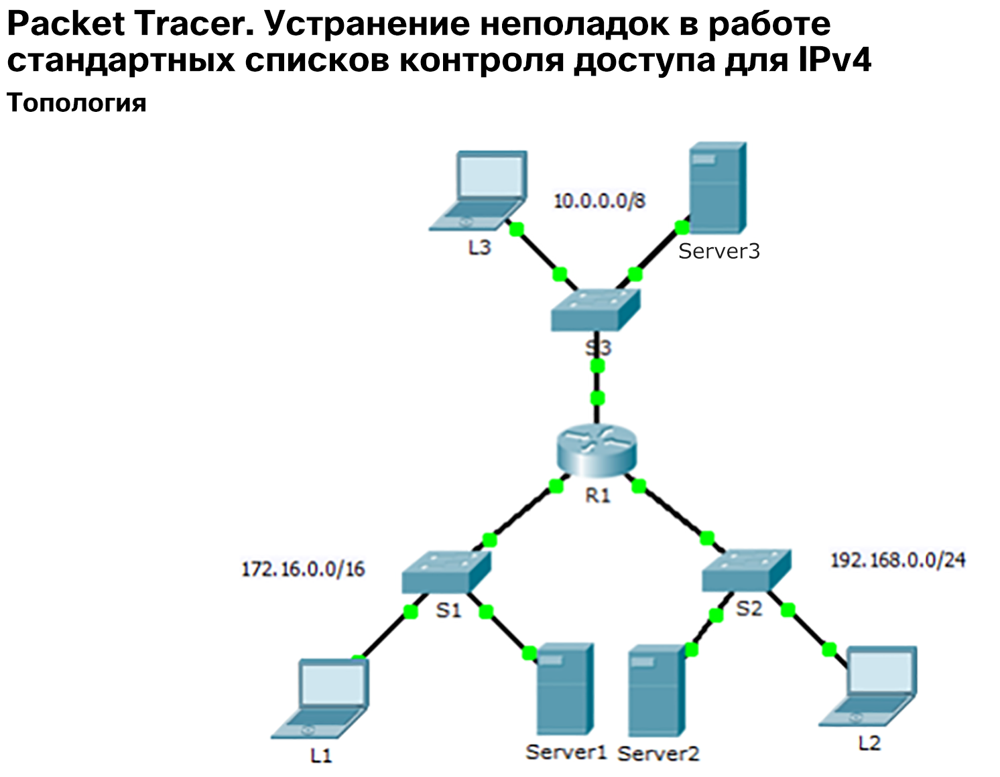 Packet Tracer. Устранение неполадок в работе
стандартных списков контроля доступа для IPv4
Топология
10.0.0.0/8
L3
Server3
S3
R1
172.16.0.0/16
192.168.0.0/24
S1
S2
L1
Server1
Server2
L2